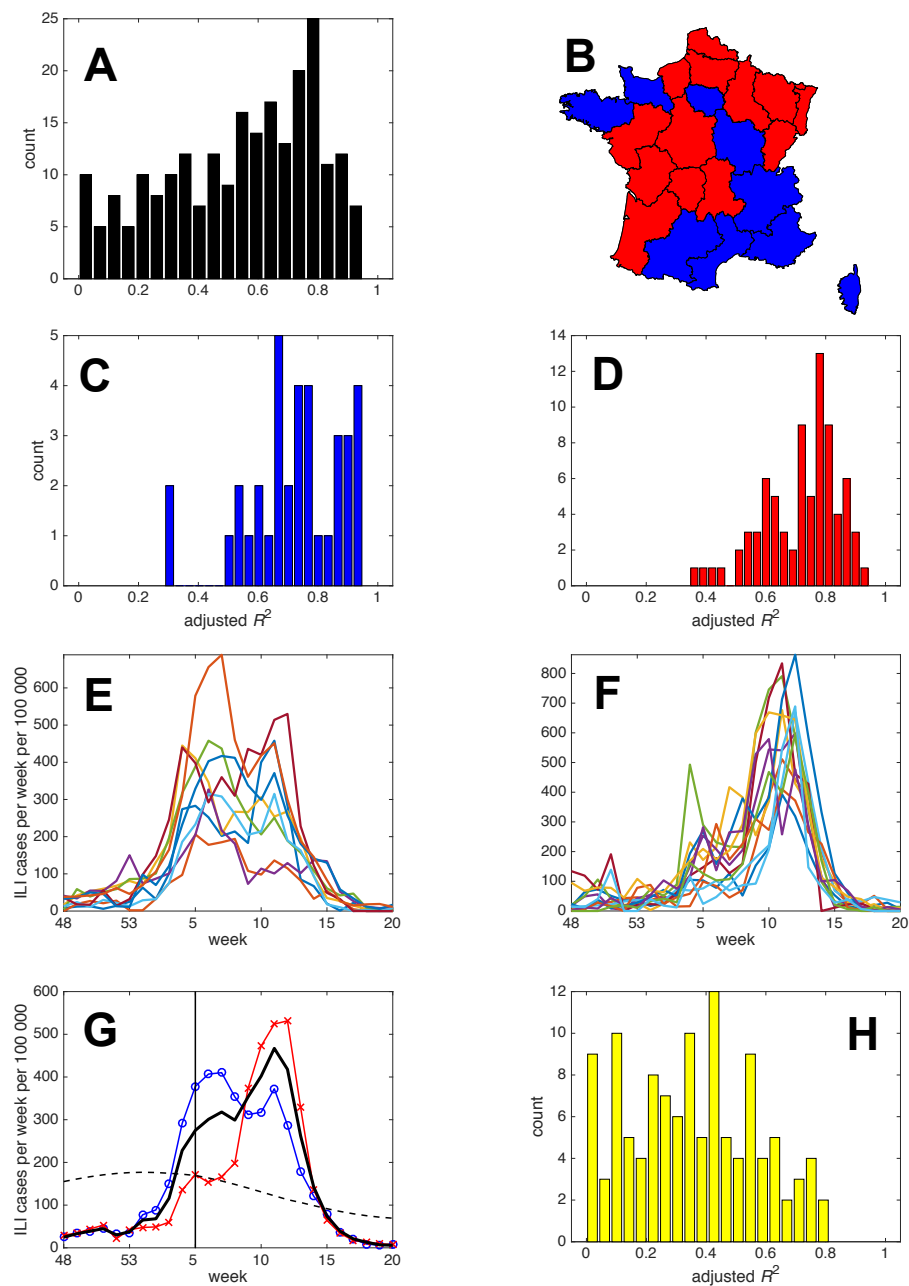 A
count
25
20
15
10
5
0
0 0.2 0.4 0.6 0.8 1
B
C
count
5
4
3
2
1
0
0 0.2 0.4 0.6 0.8 1
adjusted R²
D
14
12
10
8
6
4
2
0
0 0.2 0.4 0.6 0.8 1
adjusted R²
E
ILI cases per week per 100 000
600
500
400
300
200
100
0
48 53 5 10 15 20
week
F
800
700
600
500
400
300
200
100
0
48 53 5 10 15 20
week
G
ILI cases per week per 100 000
600
500
400
300
200
100
0
48 53 5 10 15 20
week
H
count
12
10
8
6
4
2
0
0 0.2 0.4 0.6 0.8 1
adjusted R²